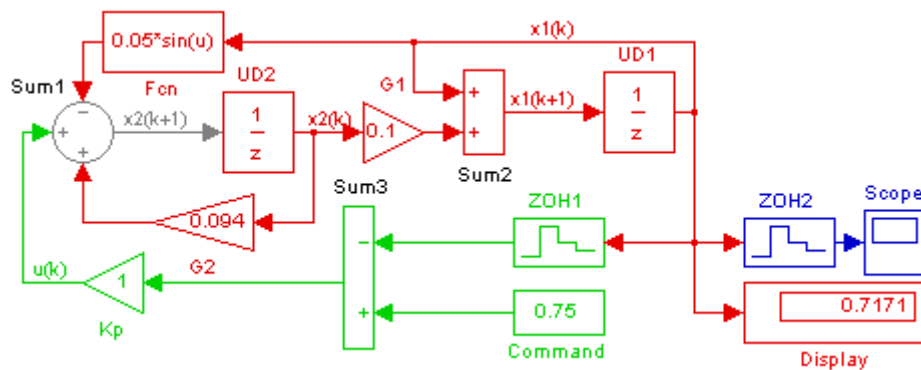 x1(k)
0.05*sin(u)
Fcn
Sum1
UD2
G1
UD1
−
+
+
x2(k+1)
1
z
x2(k)
0.1
+
+
x1(k+1)
1
z
Sum2
0.094
G2
Sum3
ZOH1
ZOH2
Scope
−
+
u(k)
1
Kp
0.75
Command
0.7171
Display